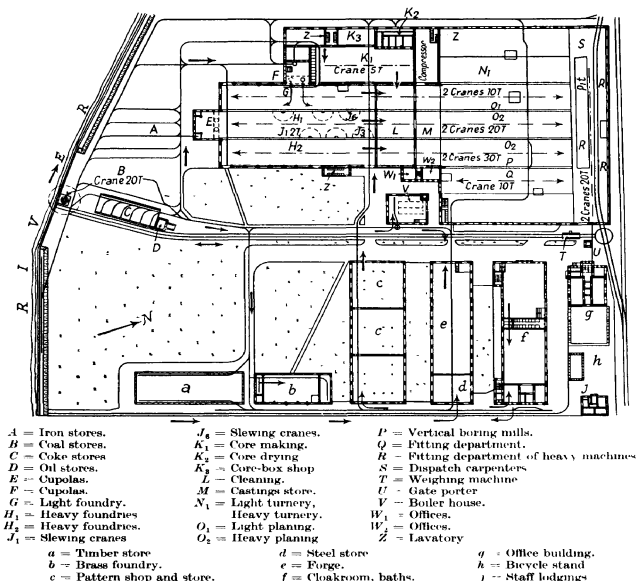 K₂
Z K₃ Z S
K₁
Crane 5T
Compressor
N₁
F
G
Pit
R
2 Cranes 10T
O₁
A E H₁ J₆ L M O₂
J₁ 2T J₃ 2 Cranes 20T
H₂ O₂
2 Cranes 30T
P
R R
W₁ W₂ Q
Z Crane 10T
2 Cranes 20T
B
Crane 20T
C
V
D T U
RIVER
N
c
c
e f g
h
a b d J
A = Iron stores.
B = Coal stores.
C = Coke stores
D = Oil stores.
E = Cupolas.
F = Cupolas.
G = Light foundry.
H₁ = Heavy foundries
H₂ = Heavy foundries.
J₁ = Slewing cranes
J₆ = Slewing cranes.
K₁ = Core making.
K₂ = Core drying
K₃ = Core-box shop
L = Cleaning.
M = Castings store.
N₁ = Light turnery,
Heavy turnery.
O₁ = Light planing.
O₂ = Heavy planing
P = Vertical boring mills.
Q = Fitting department.
R = Fitting department of heavy machines
S = Dispatch carpenters
T = Weighing machine
U = Gate porter
V = Boiler house.
W₁ = Offices.
W₂ = Offices.
Z = Lavatory
a = Timber store
b = Brass foundry.
c = Pattern shop and store.
d = Steel store
e = Forge.
f = Cloakroom, baths.
g = Office building.
h = Bicycle stand
j = Staff lodgings